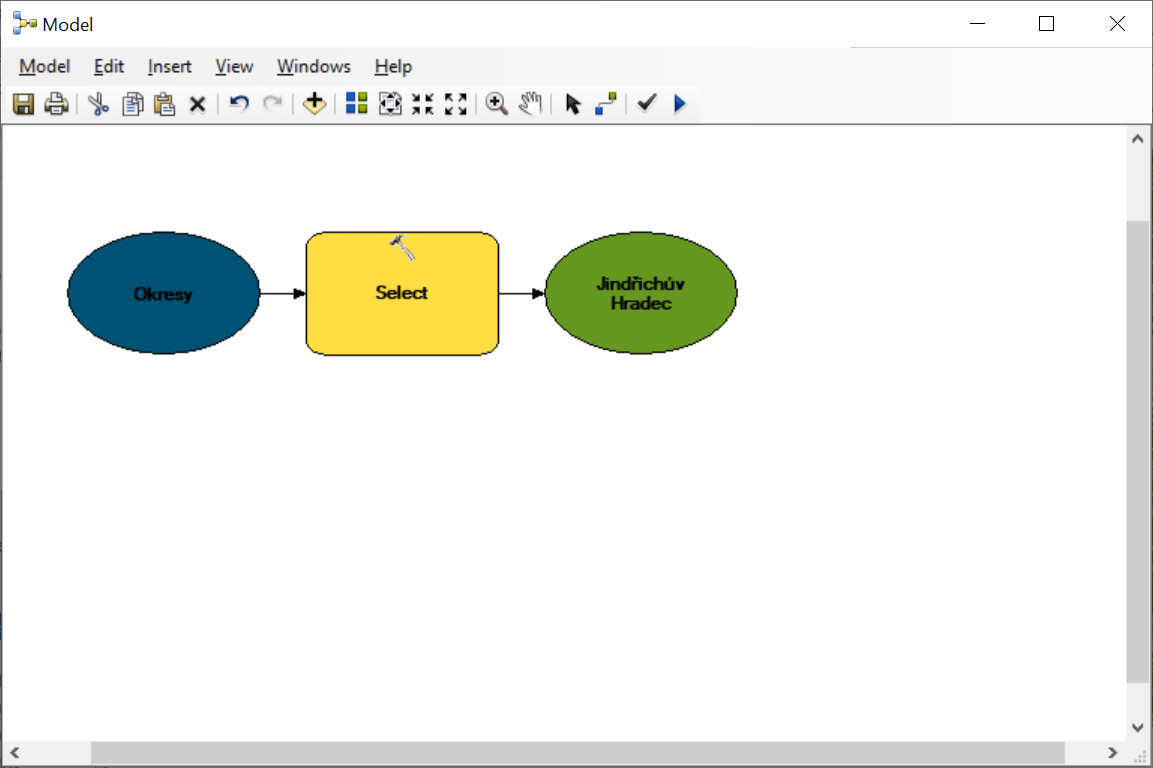 Model
Model Edit Insert View Windows Help
Okresy
Select
Jindřichův
Hradec